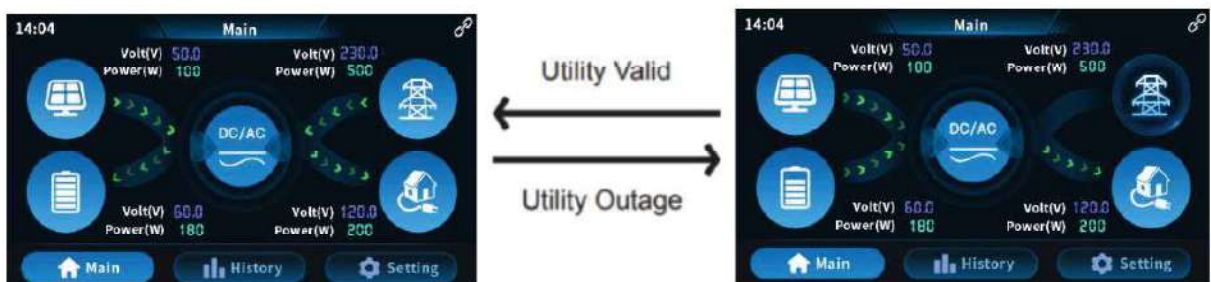 14:04 Main
Volt(V) 50.0 Volt(V) 230.0
Power(W) 100 Power(W) 500
DC/AC
Volt(V) 60.0 Volt(V) 120.0
Power(W) 180 Power(W) 200
Main History Setting
Utility Valid
Utility Outage
14:04 Main
Volt(V) 50.0 Volt(V) 230.0
Power(W) 100 Power(W) 500
DC/AC
Volt(V) 60.0 Volt(V) 120.0
Power(W) 180 Power(W) 200
Main History Setting